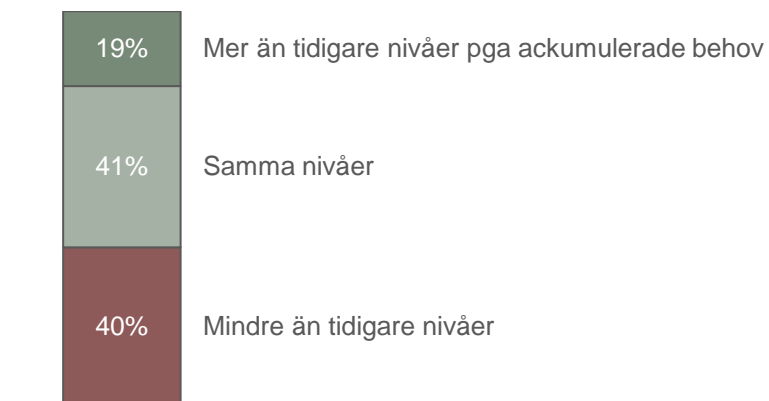 19% Mer än tidigare nivåer pga ackumulerade behov
41% Samma nivåer
40% Mindre än tidigare nivåer